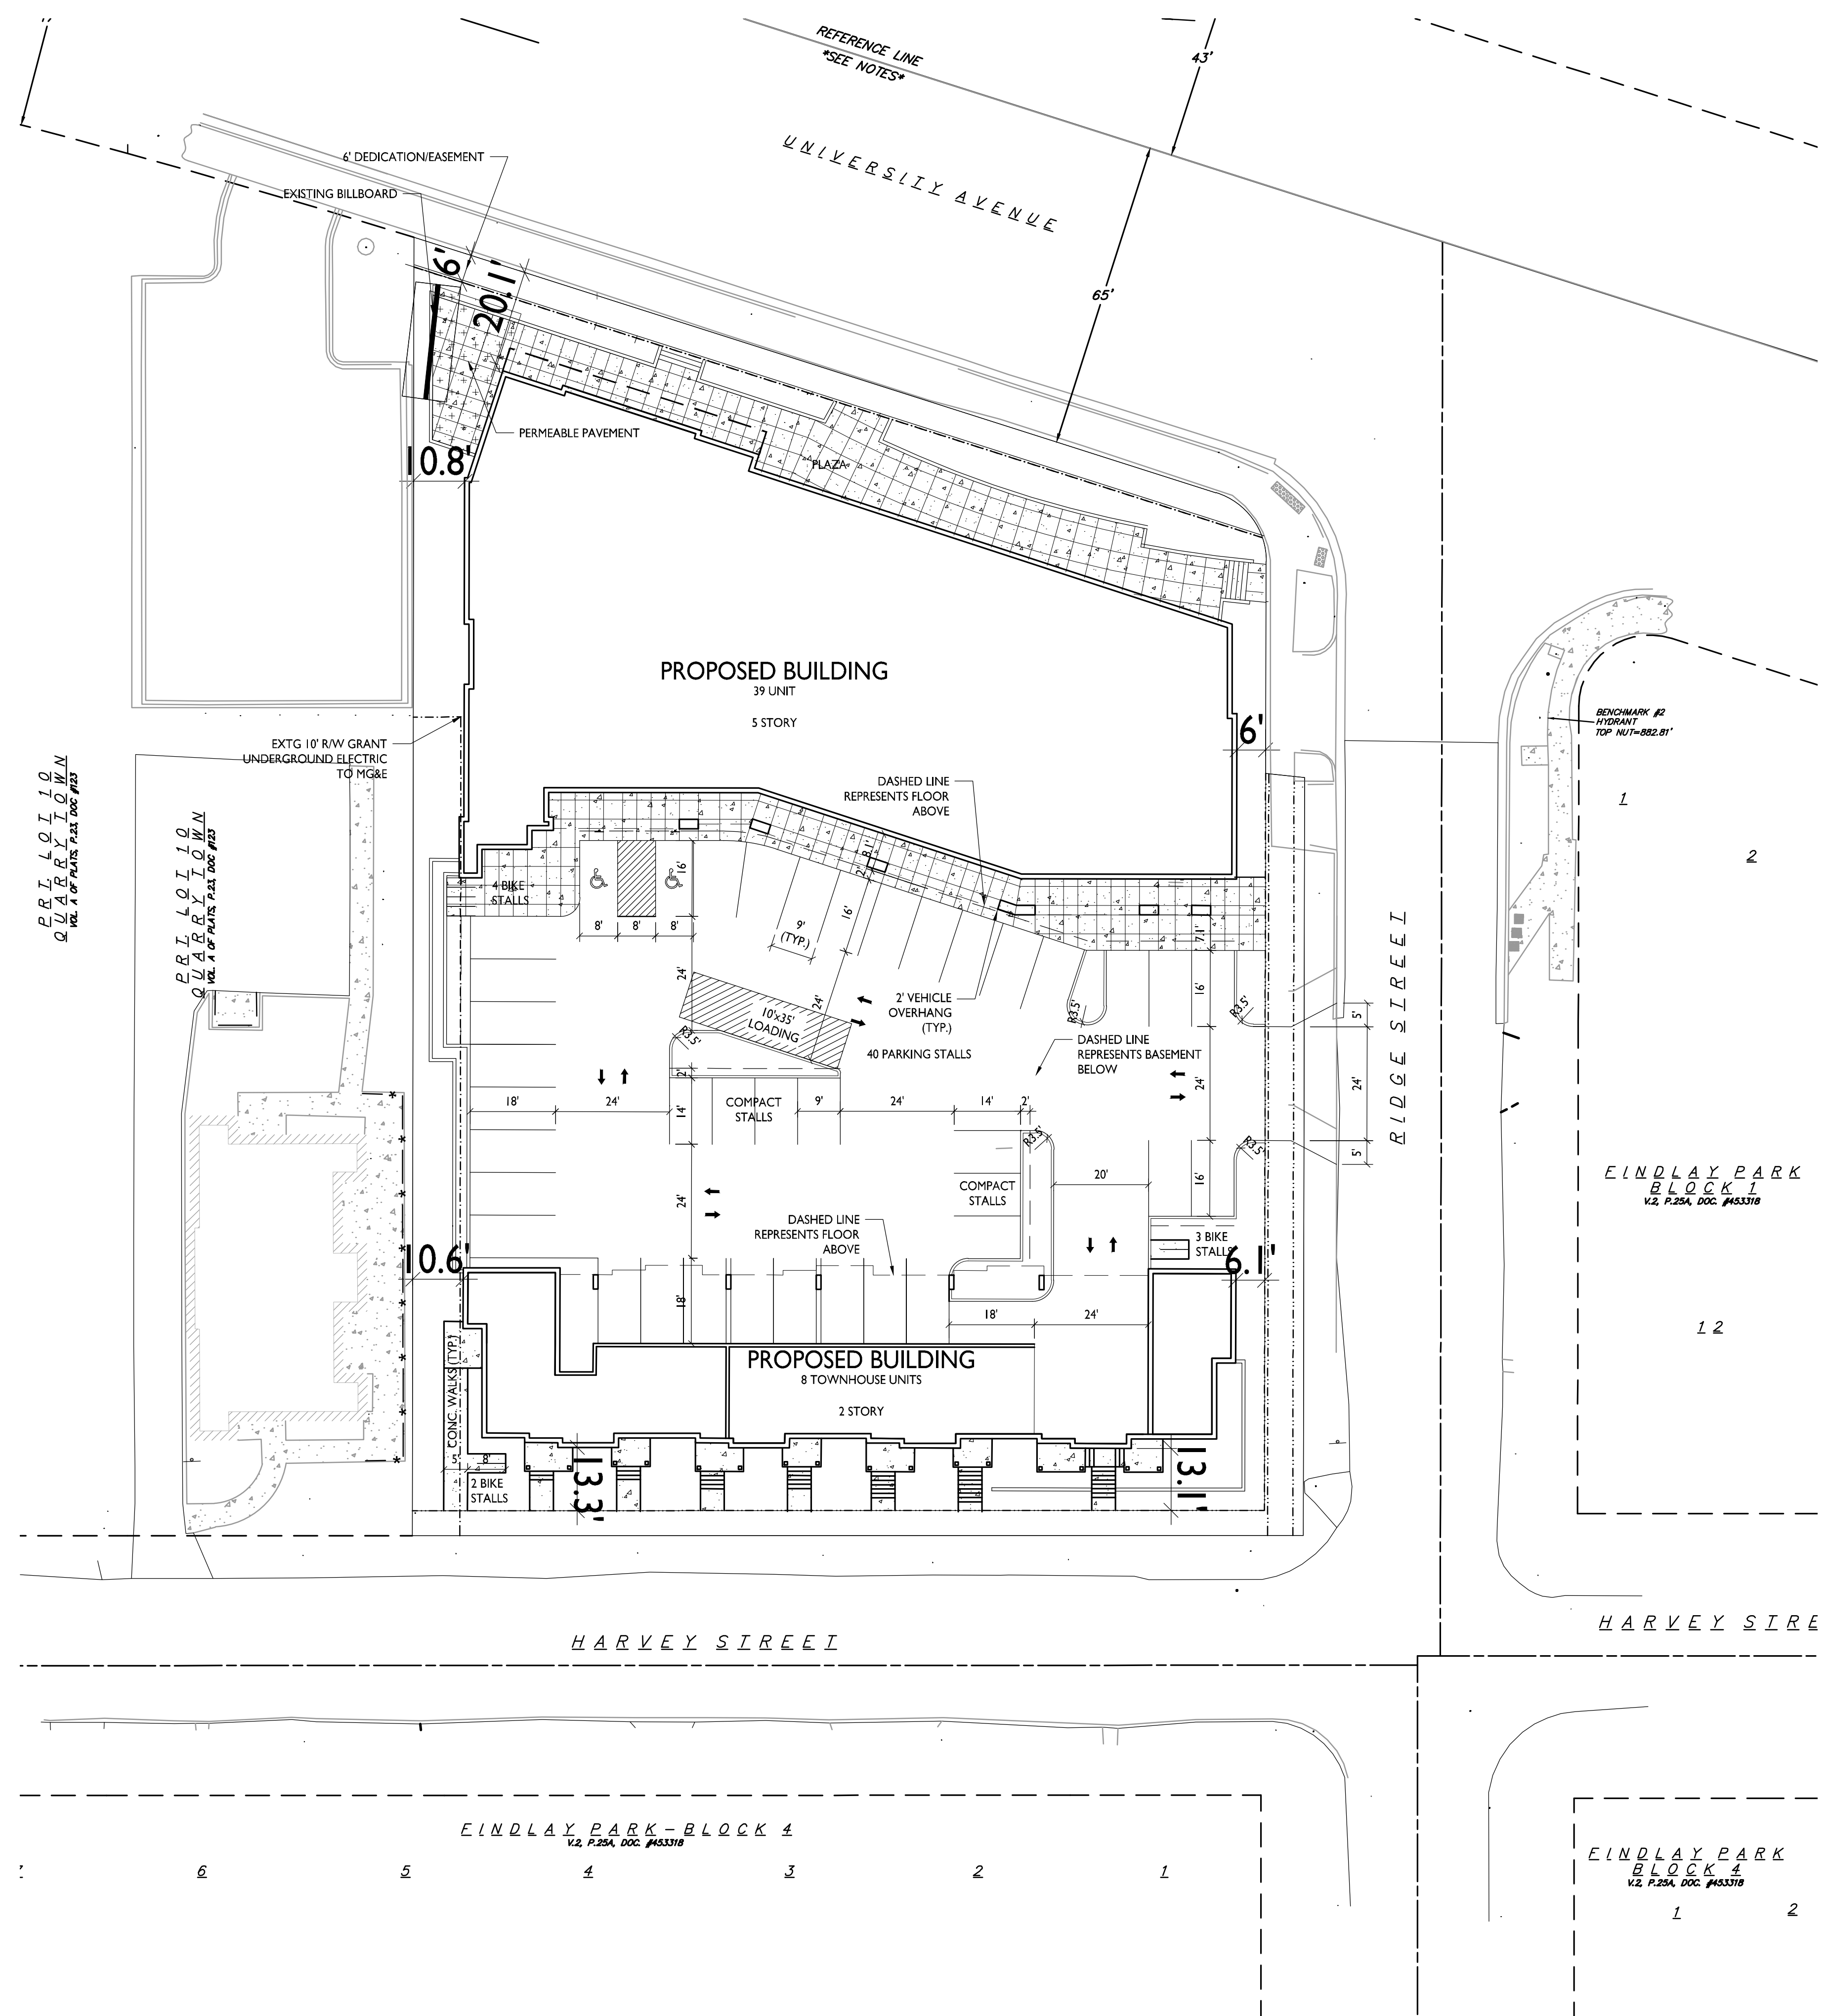 REFERENCE LINE
*SEE NOTES*
43'
UNIVERSITY AVENUE
65'
6' DEDICATION/EASEMENT
EXISTING BILLBOARD
6'
20.1'
PERMEABLE PAVEMENT
10.8'
PLAZA
PROPOSED BUILDING
39 UNIT
5 STORY
6'
BENCHMARK #2
HYDRANT
TOP NUT=882.81'
EXTG 10' R/W GRANT
UNDERGROUND ELECTRIC
TO MG&E
PRT. LOT 10
QUARRY TOWN
VOL. A OF PLATS, P.23, DOC #123
PRT. LOT 10
QUARRY TOWN
VOL. A OF PLATS, P.23, DOC #123
DASHED LINE
REPRESENTS FLOOR
ABOVE
1
2
4 BIKE
STALLS
16'
8'
8'
8'
2'
8.1'
16'
9'
(TYP.)
7.1'
24'
24'
16'
10'x35'
LOADING
2' VEHICLE
OVERHANG
(TYP.)
R3.5'
R3.5'
R3.5'
5'
40 PARKING STALLS
DASHED LINE
REPRESENTS BASEMENT
BELOW
RIDGE STREET
2'
24'
24'
18'
24'
14'
COMPACT
STALLS
9'
24'
14'
2'
R3.5'
R3.5'
5'
24'
COMPACT
STALLS
20'
16'
FINDLAY PARK
BLOCK 1
V.2, P.25A, DOC. #453318
DASHED LINE
REPRESENTS FLOOR
ABOVE
3 BIKE
STALLS
10.6'
6.1'
18'
18'
24'
12
CONC. WALKS (TYP.)
PROPOSED BUILDING
8 TOWNHOUSE UNITS
2 STORY
5'
8'
2 BIKE
STALLS
13.3'
13.1'
HARVEY STREET
HARVEY STRE
FINDLAY PARK-BLOCK 4
V.2, P.25A, DOC. #453318
6
5
4
3
2
1
FINDLAY PARK
BLOCK 4
V.2, P.25A, DOC. #453318
1
2